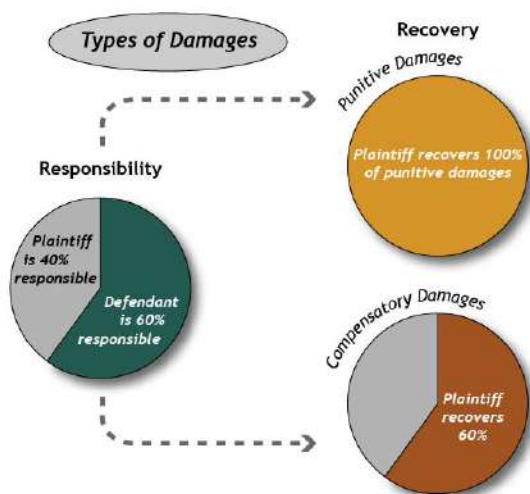 Types of Damages
Recovery
Punitive Damages
Plaintiff recovers 100%
of punitive damages
Responsibility
Plaintiff
is 40%
responsible
Defendant
is 60%
responsible
Compensatory Damages
Plaintiff
recovers
60%